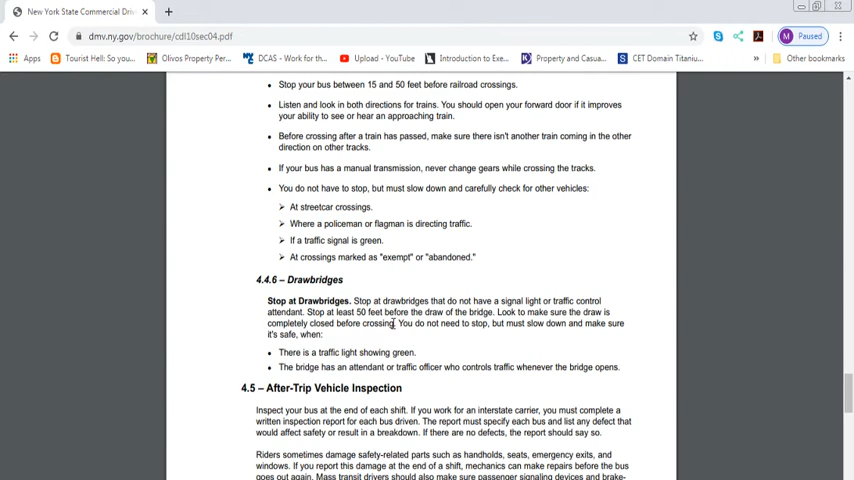 New York State Commercial Driv
dmv.ny.gov/brochure/cdl10sec04.pdf
M Paused
Apps Tourist Hell: So you... Olivos Property Per... DCAS - Work for th... Upload - YouTube Introduction to Exec... Property and Casua... CET Domain Titaniu... » Other bookmarks
• Stop your bus between 15 and 50 feet before railroad crossings.
• Listen and look in both directions for trains. You should open your forward door if it improves
your ability to see or hear an approaching train.
• Before crossing after a train has passed, make sure there isn't another train coming in the other
direction on other tracks.
• If your bus has a manual transmission, never change gears while crossing the tracks.
• You do not have to stop, but must slow down and carefully check for other vehicles:
➢ At streetcar crossings.
➢ Where a policeman or flagman is directing traffic.
➢ If a traffic signal is green.
➢ At crossings marked as "exempt" or "abandoned."
4.4.6 – Drawbridges
Stop at Drawbridges. Stop at drawbridges that do not have a signal light or traffic control
attendant. Stop at least 50 feet before the draw of the bridge. Look to make sure the draw is
completely closed before crossing. You do not need to stop, but must slow down and make sure
it's safe, when:
• There is a traffic light showing green.
• The bridge has an attendant or traffic officer who controls traffic whenever the bridge opens.
4.5 – After-Trip Vehicle Inspection
Inspect your bus at the end of each shift. If you work for an interstate carrier, you must complete a
written inspection report for each bus driven. The report must specify each bus and list any defect that
would affect safety or result in a breakdown. If there are no defects, the report should say so.
Riders sometimes damage safety-related parts such as handholds, seats, emergency exits, and
windows. If you report this damage at the end of a shift, mechanics can make repairs before the bus
goes out again. Mass transit drivers should also make sure passenger signaling devices and brake-